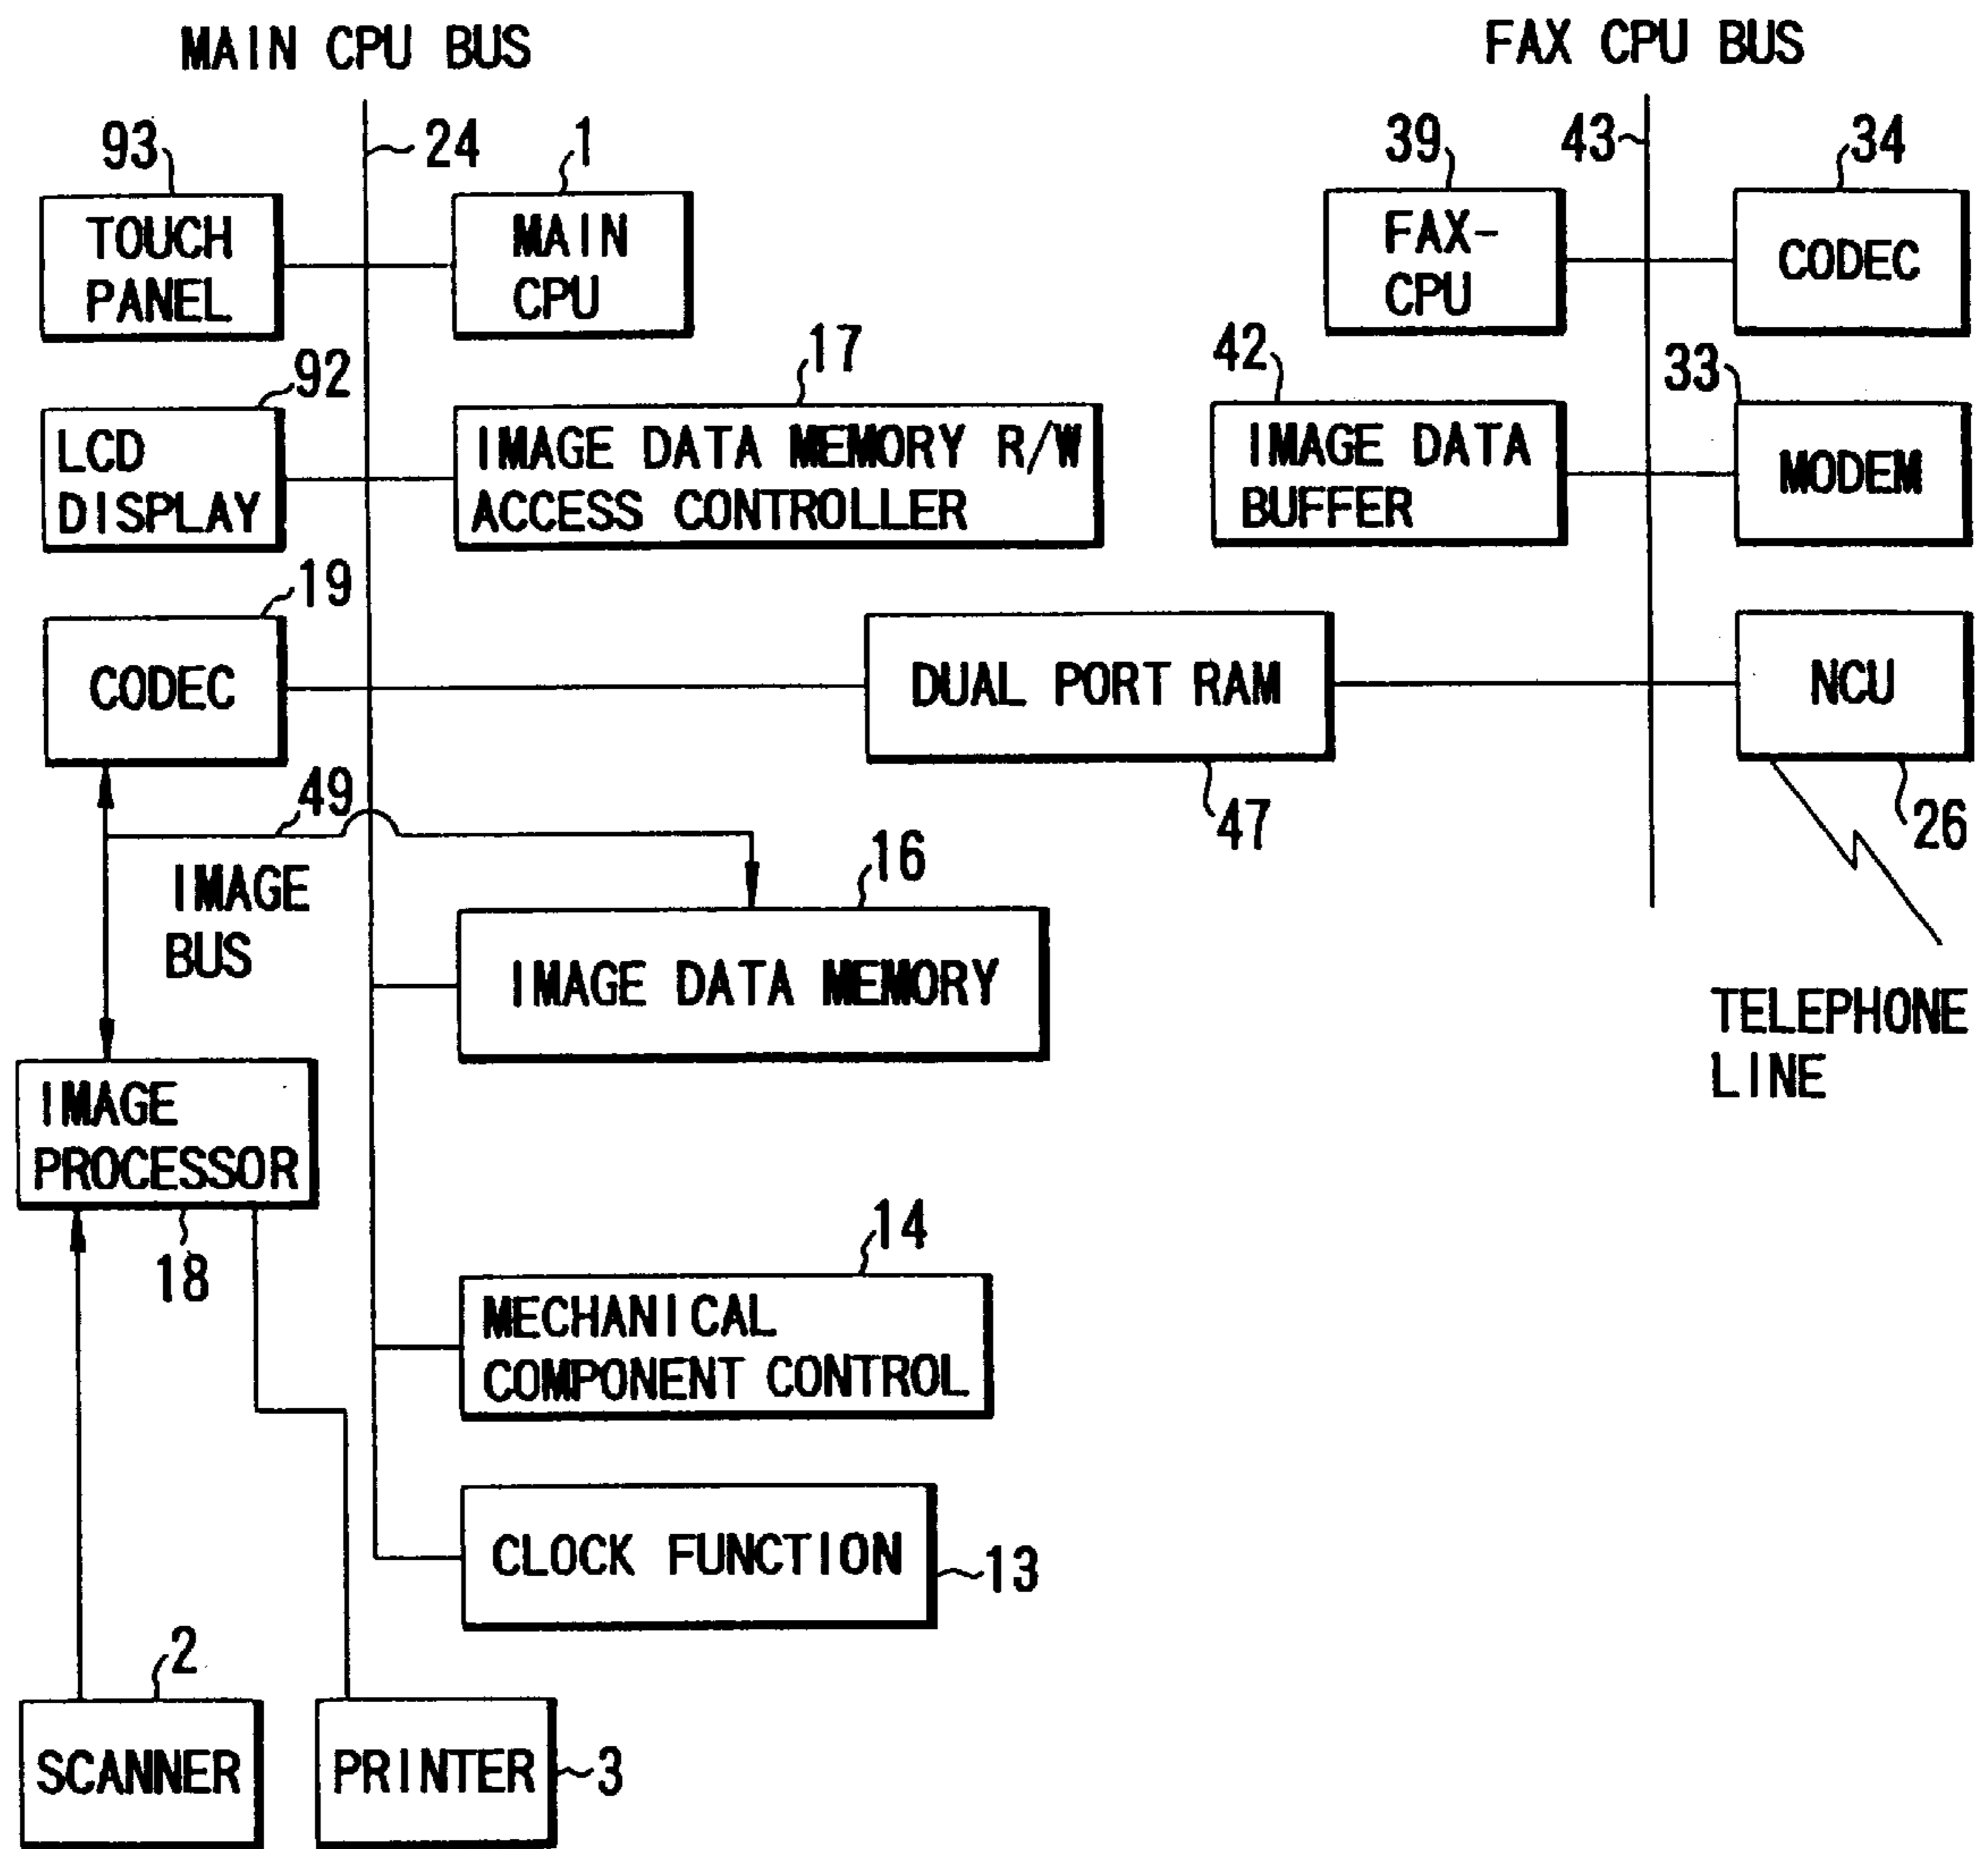 MAIN CPU BUS
FAX CPU BUS
93
24
1
39
43
34
TOUCH
PANEL
MAIN
CPU
FAX-
CPU
CODEC
92
17
42
33
LCD
DISPLAY
IMAGE DATA MEMORY R/W
ACCESS CONTROLLER
IMAGE DATA
BUFFER
MODEM
19
CODEC
DUAL PORT RAM
NCU
49
47
26
IMAGE
BUS
16
IMAGE DATA MEMORY
TELEPHONE
LINE
IMAGE
PROCESSOR
18
14
MECHANICAL
COMPONENT CONTROL
CLOCK FUNCTION
13
2
SCANNER
PRINTER
3